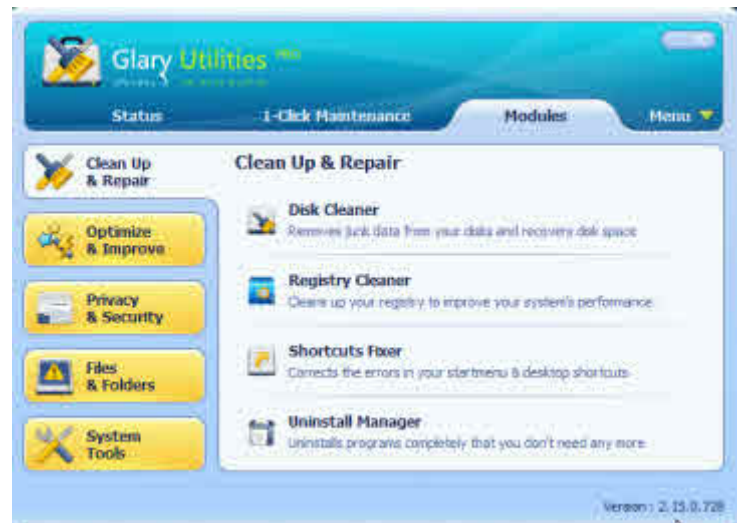 Glary Utilities PRO
Status
1-Click Maintenance
Modules
Menu
Clean Up
& Repair
Optimize
& Improve
Privacy
& Security
Files
& Folders
System
Tools
Clean Up & Repair
Disk Cleaner
Removes junk data from your disks and recovery disk space
Registry Cleaner
Cleans up your registry to improve your system's performance
Shortcuts Fixer
Corrects the errors in your startmenu & desktop shortcuts
Uninstall Manager
Uninstalls programs completely that you don't need any more
Version : 2.15.0.728